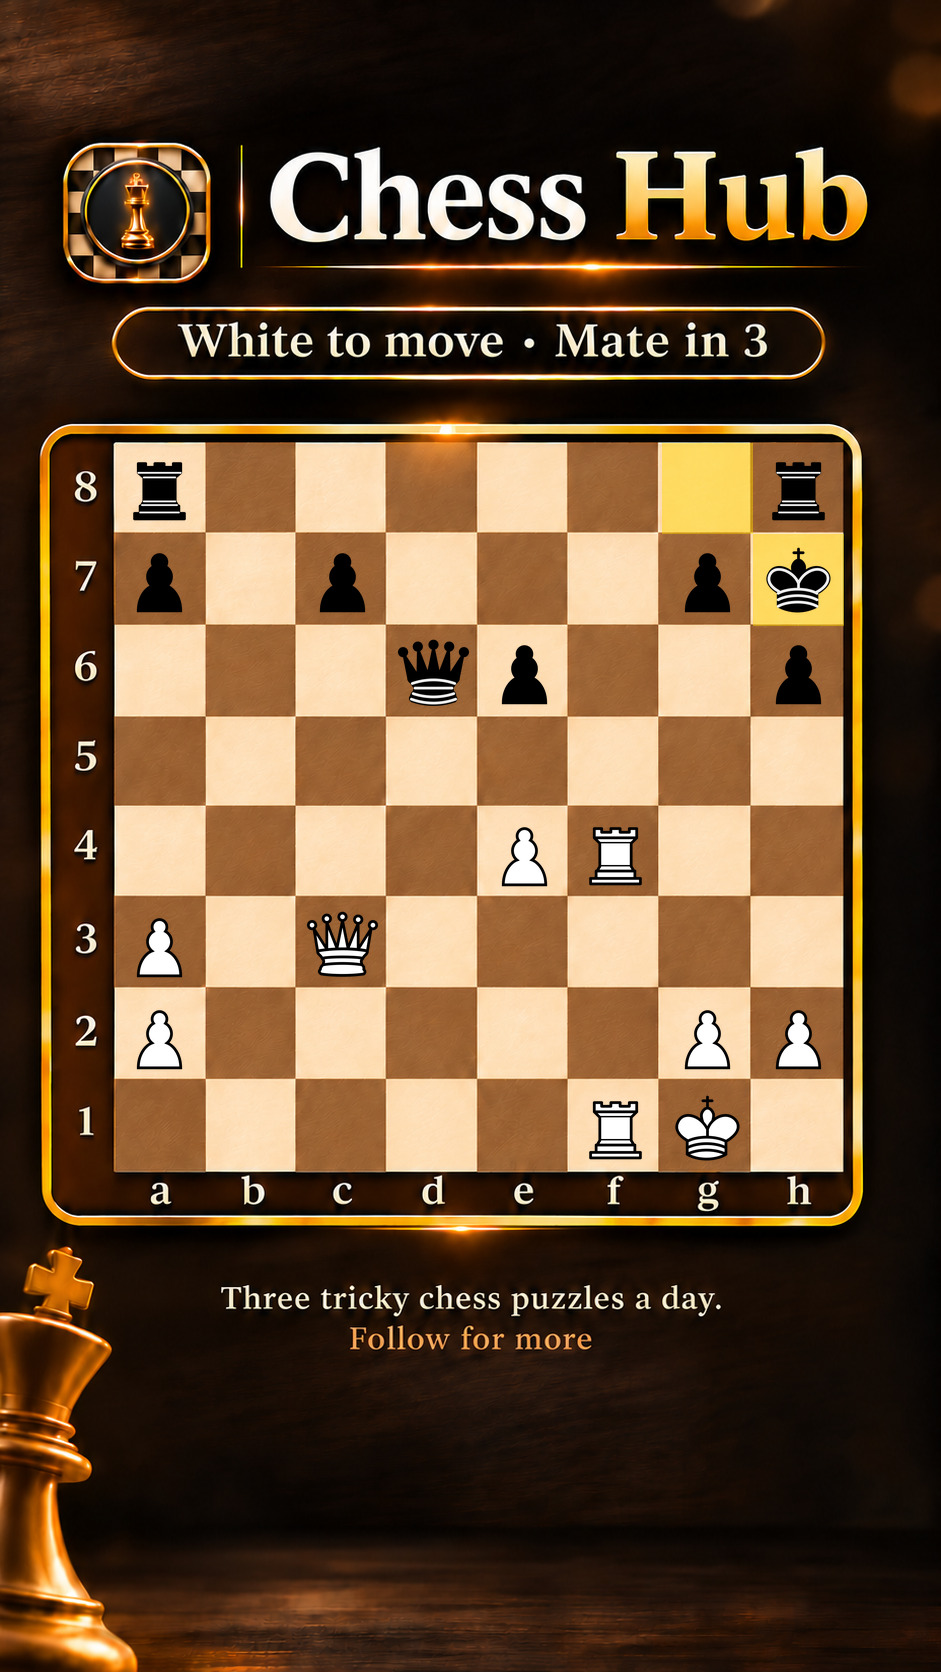 Chess Hub
White to move • Mate in 3
8
7
6
5
4
3
2
1
a b c d e f g h
Three tricky chess puzzles a day.
Follow for more